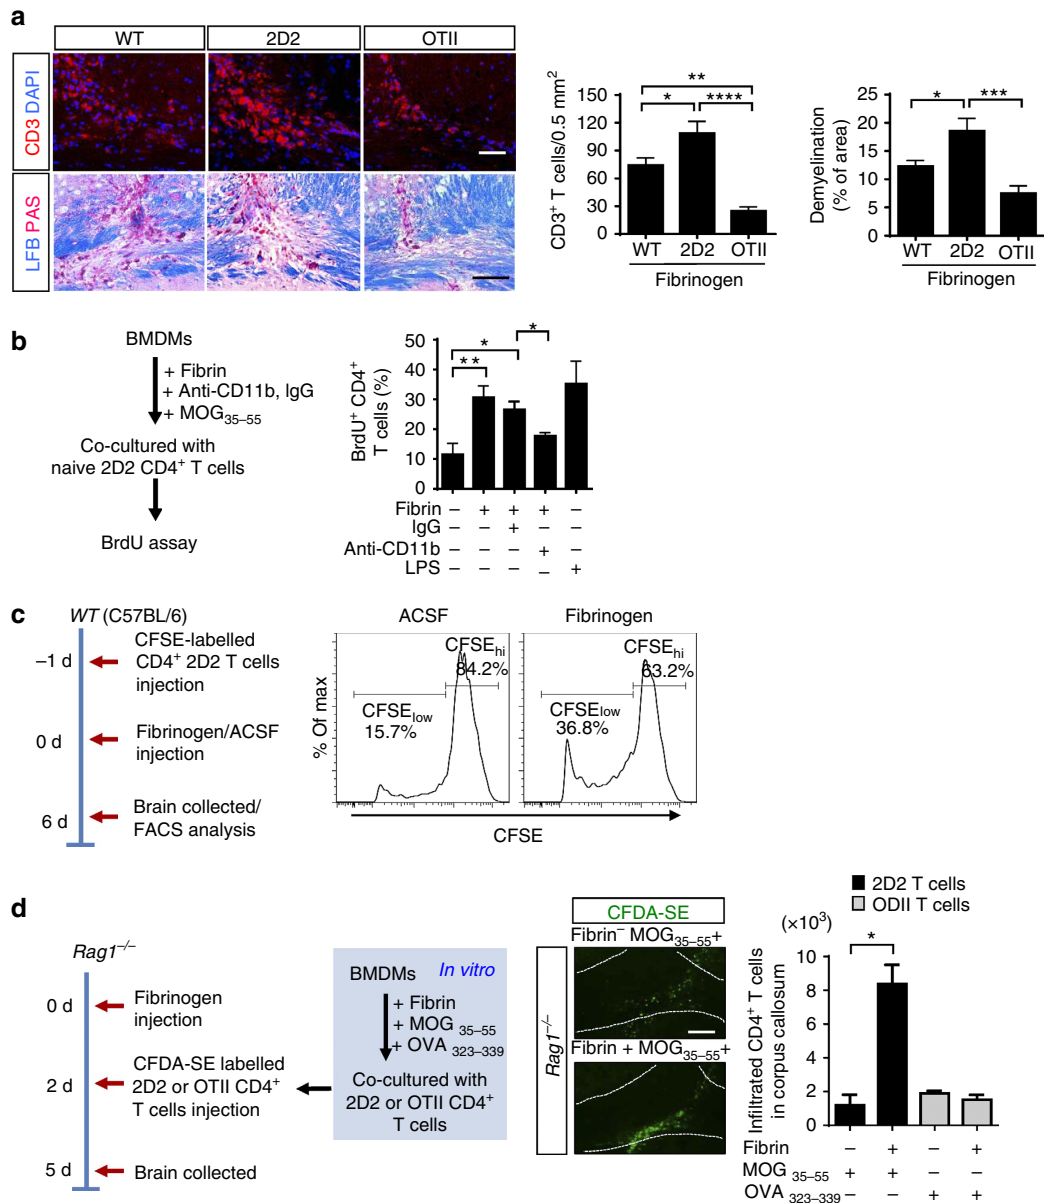 a
WT 2D2 OTII
CD3 DAPI
LFB PAS
CD3+ T cells/0.5 mm2
150
120
90
60
30
0
**
* ****
WT 2D2 OTII
Fibrinogen
Demyelination
(% of area)
25
20
15
10
5
0
* ***
WT 2D2 OTII
Fibrinogen
b
BMDMs
+ Fibrin
+ Anti-CD11b, IgG
+ MOG35–55
Co-cultured with
naive 2D2 CD4+ T cells
BrdU assay
BrdU+ CD4+
T cells (%)
50
40
30
20
10
0
* *
**
Fibrin – + + + –
IgG – – + – –
Anti-CD11b – – – + –
LPS – – – – +
c
WT (C57BL/6)
–1 d
CFSE-labelled
CD4+ 2D2 T cells
injection
0 d
Fibrinogen/ACSF
injection
6 d
Brain collected/
FACS analysis
ACSF Fibrinogen
% Of max
CFSEhi
84.2%
CFSElow
15.7%
CFSEhi
63.2%
CFSElow
36.8%
CFSE
d
Rag1–/–
0 d
Fibrinogen
injection
2 d
CFDA-SE labelled
2D2 or OTII CD4+
T cells injection
5 d
Brain collected
BMDMs In vitro
+ Fibrin
+ MOG 35–55
+ OVA 323–339
Co-cultured with
2D2 or OTII CD4+
T cells
CFDA-SE
Fibrin– MOG35–55+
Fibrin + MOG35–55+
Rag1–/–
2D2 T cells
ODII T cells
(×103)
Infiltrated CD4+ T cells
in corpus callosum
10
8
6
4
2
0
*
Fibrin – + – +
MOG 35–55 + + – –
OVA 323–339 – – + +